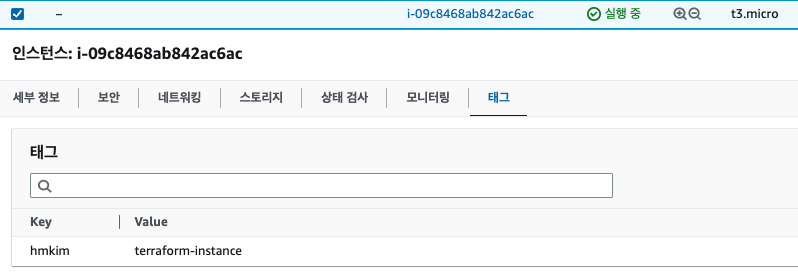 – i-09c8468ab842ac6ac 실행 중 t3.micro
인스턴스: i-09c8468ab842ac6ac
세부 정보 보안 네트워킹 스토리지 상태 검사 모니터링 태그
태그
Key Value
hmkim terraform-instance